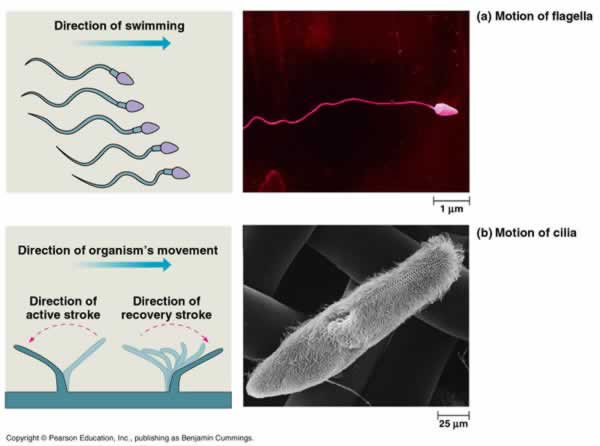 Direction of swimming
(a) Motion of flagella
1 µm
(b) Motion of cilia
Direction of organism's movement
Direction of
active stroke
Direction of
recovery stroke
25 µm
Copyright © Pearson Education, Inc., publishing as Benjamin Cummings.